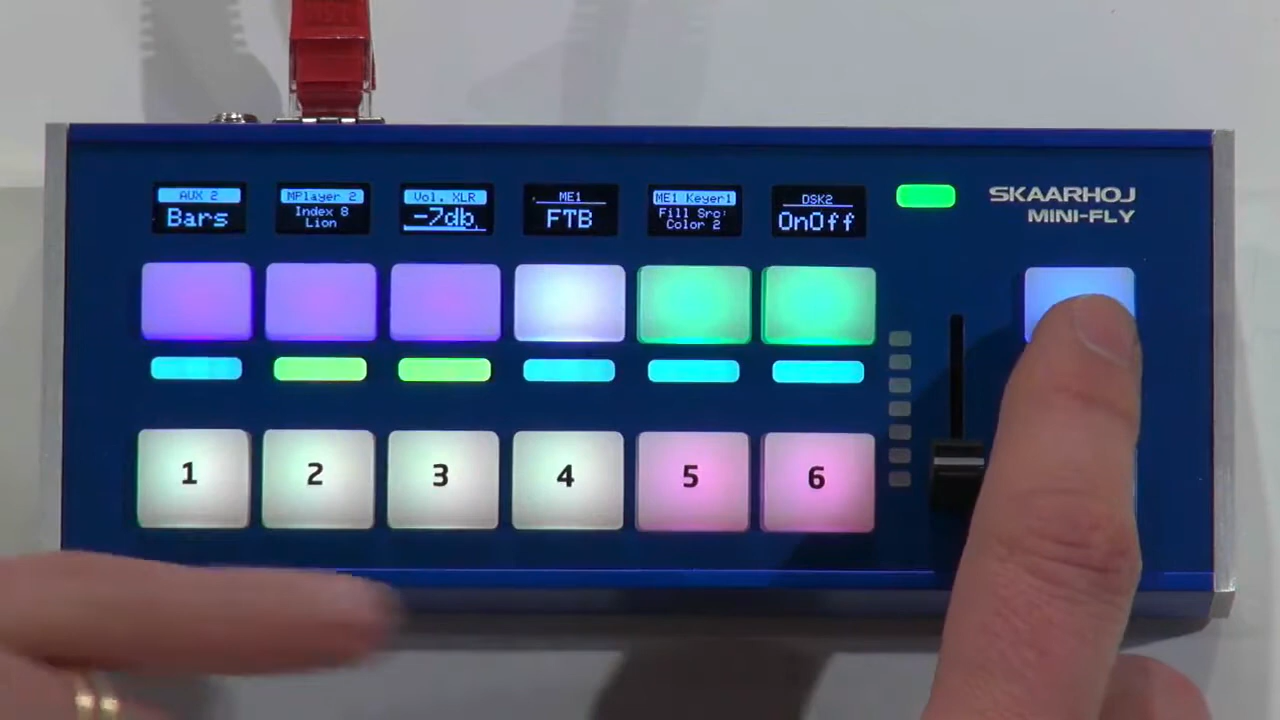 AUX 2
Bars
MPlayer 2
Index 8
Lion
Vol. XLR
-7db
ME1
FTB
ME1 Keyer1
Fill Src:
Color 2
DSK2
OnOff
SKAARHOJ
MINI-FLY
1 2 3 4 5 6